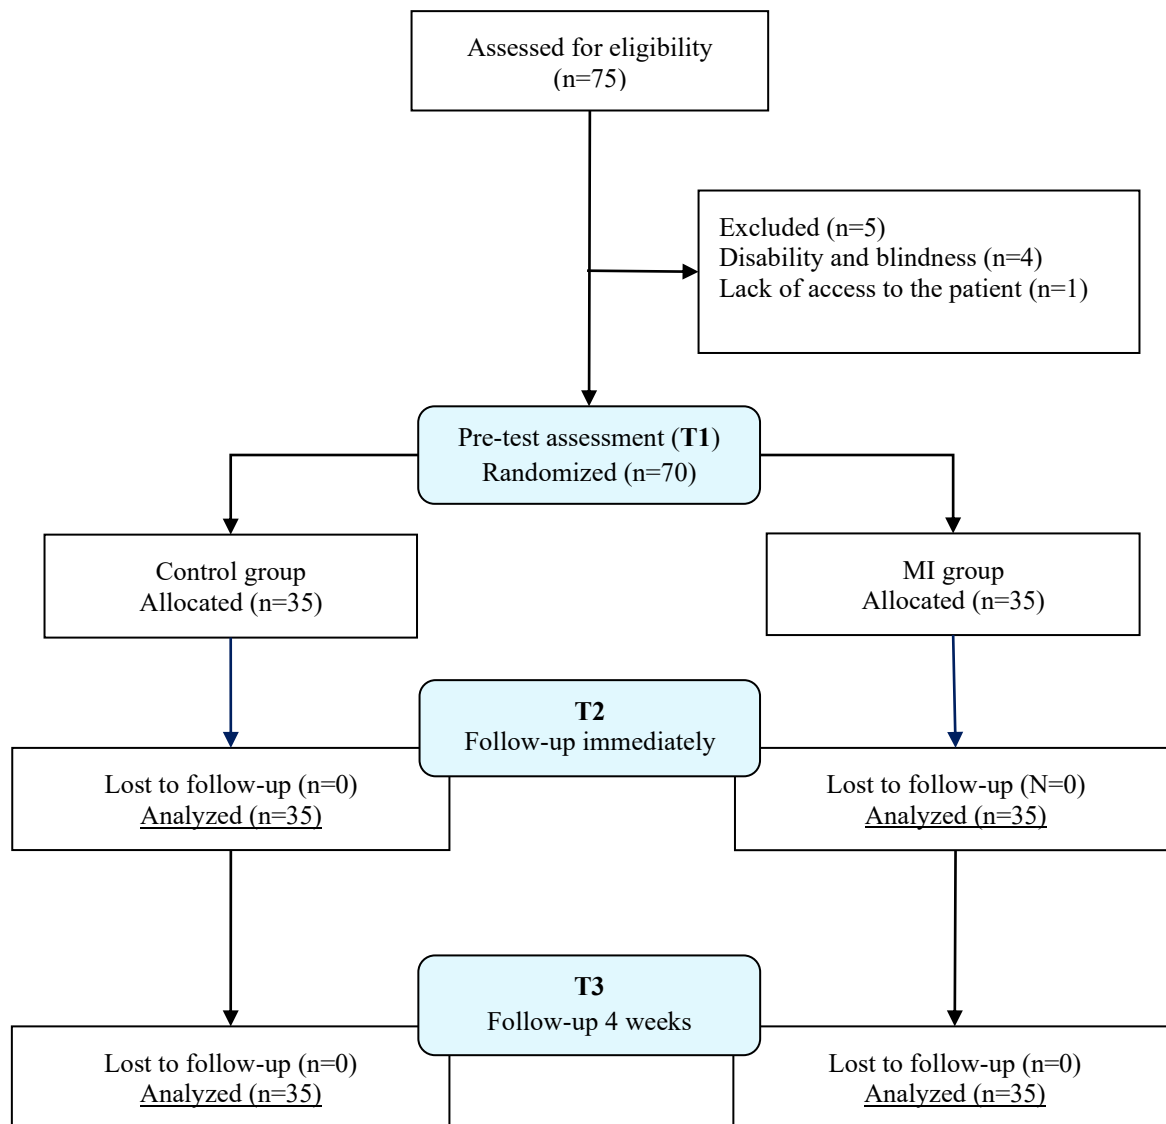 Assessed for eligibility
(n=75)
Excluded (n=5)
Disability and blindness (n=4)
Lack of access to the patient (n=1)
Pre-test assessment (T1)
Randomized (n=70)
Control group
Allocated (n=35)
MI group
Allocated (n=35)
T2
Follow-up immediately
Lost to follow-up (n=0)
Analyzed (n=35)
Lost to follow-up (N=0)
Analyzed (n=35)
T3
Follow-up 4 weeks
Lost to follow-up (n=0)
Analyzed (n=35)
Lost to follow-up (n=0)
Analyzed (n=35)